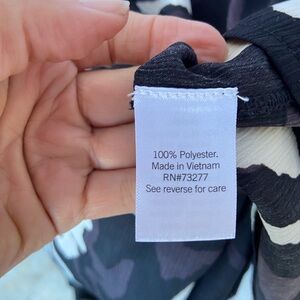 100% Polyester.
Made in Vietnam
RN#73277
See reverse for care